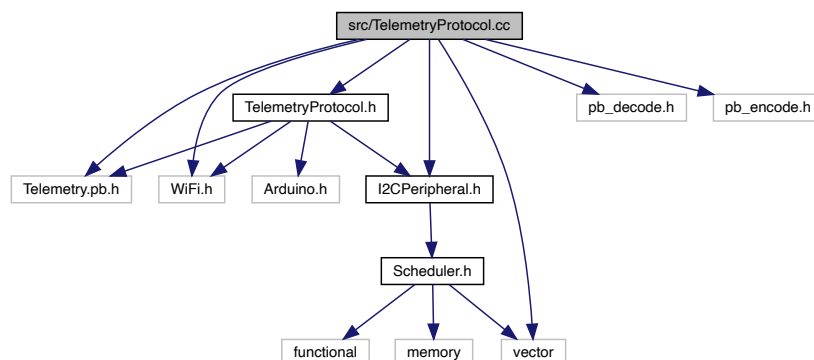 src/TelemetryProtocol.cc
TelemetryProtocol.h
pb_decode.h
pb_encode.h
Telemetry.pb.h
WiFi.h
Arduino.h
I2CPeripheral.h
Scheduler.h
functional
memory
vector